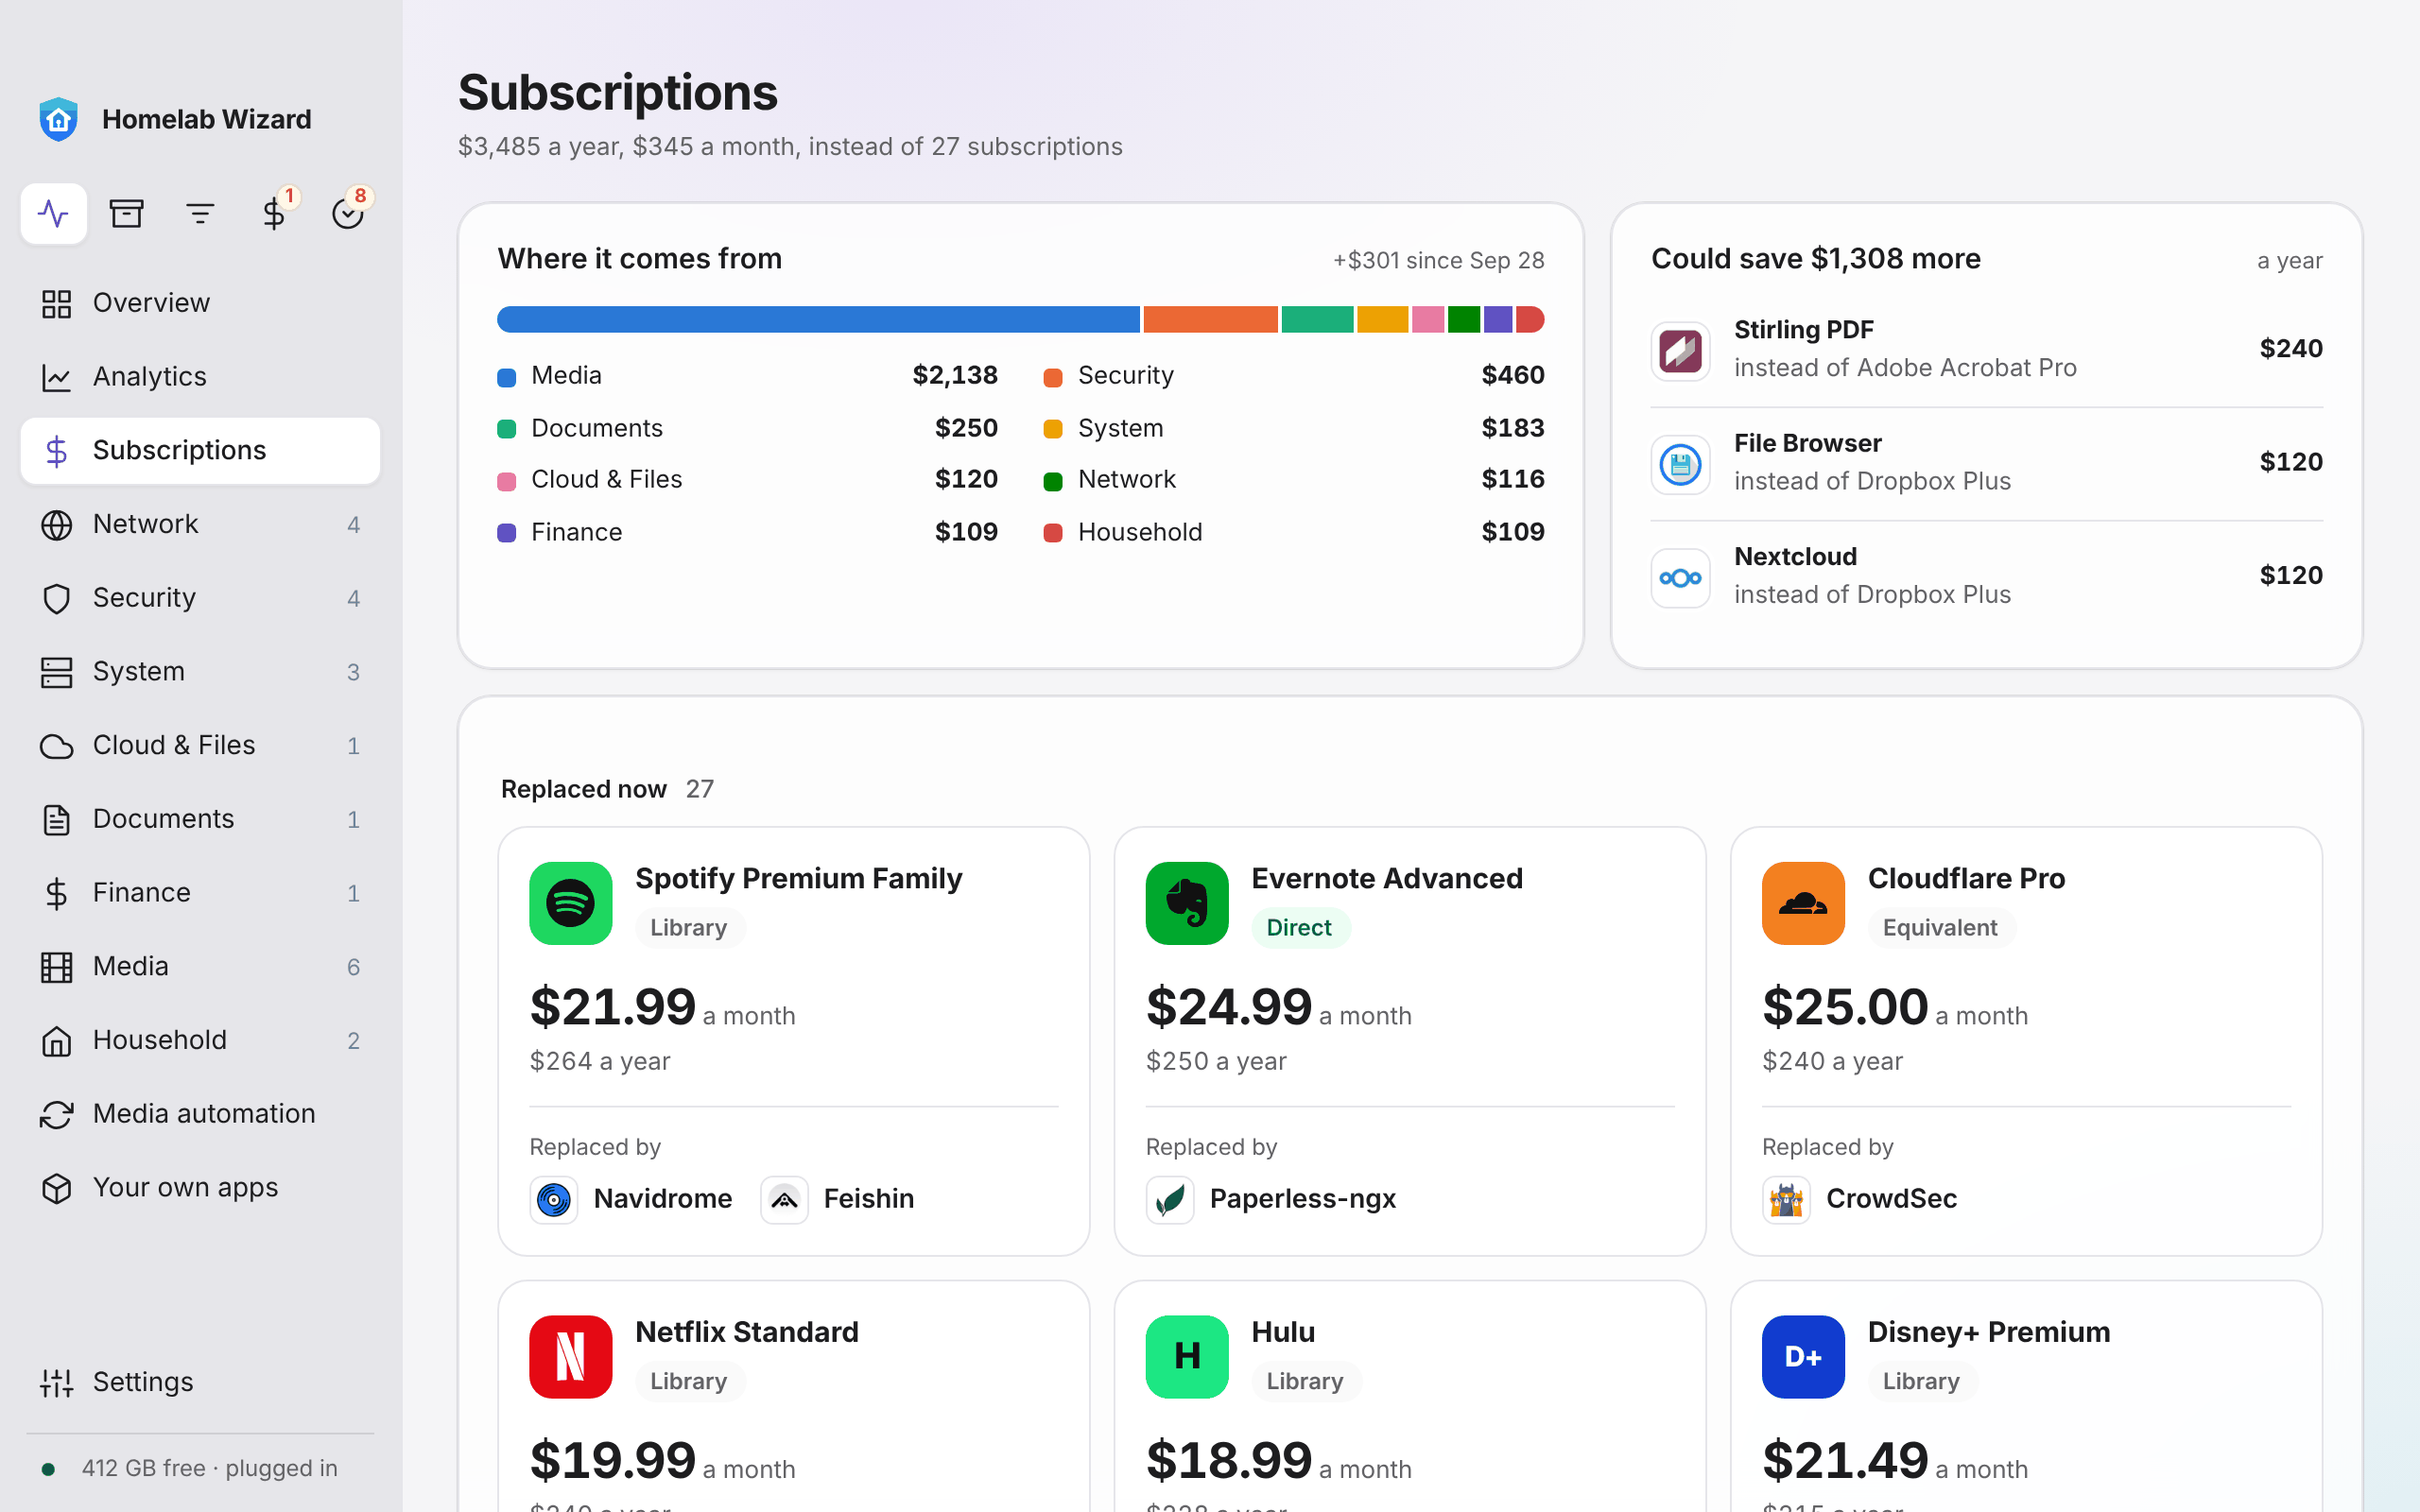 Homelab Wizard
1
8
Overview
Analytics
Subscriptions
Network 4
Security 4
System 3
Cloud & Files 1
Documents 1
Finance 1
Media 6
Household 2
Media automation
Your own apps
Settings
412 GB free · plugged in
Subscriptions
$3,485 a year, $345 a month, instead of 27 subscriptions
Where it comes from +$301 since Sep 28
Media $2,138 Security $460
Documents $250 System $183
Cloud & Files $120 Network $116
Finance $109 Household $109
Could save $1,308 more a year
Stirling PDF
instead of Adobe Acrobat Pro
$240
File Browser
instead of Dropbox Plus
$120
Nextcloud
instead of Dropbox Plus
$120
Replaced now 27
Spotify Premium Family
Library
$21.99 a month
$264 a year
Replaced by
Navidrome Feishin
Evernote Advanced
Direct
$24.99 a month
$250 a year
Replaced by
Paperless-ngx
Cloudflare Pro
Equivalent
$25.00 a month
$240 a year
Replaced by
CrowdSec
N
Netflix Standard
Library
$19.99 a month
H
Hulu
Library
$18.99 a month
D+
Disney+ Premium
Library
$21.49 a month